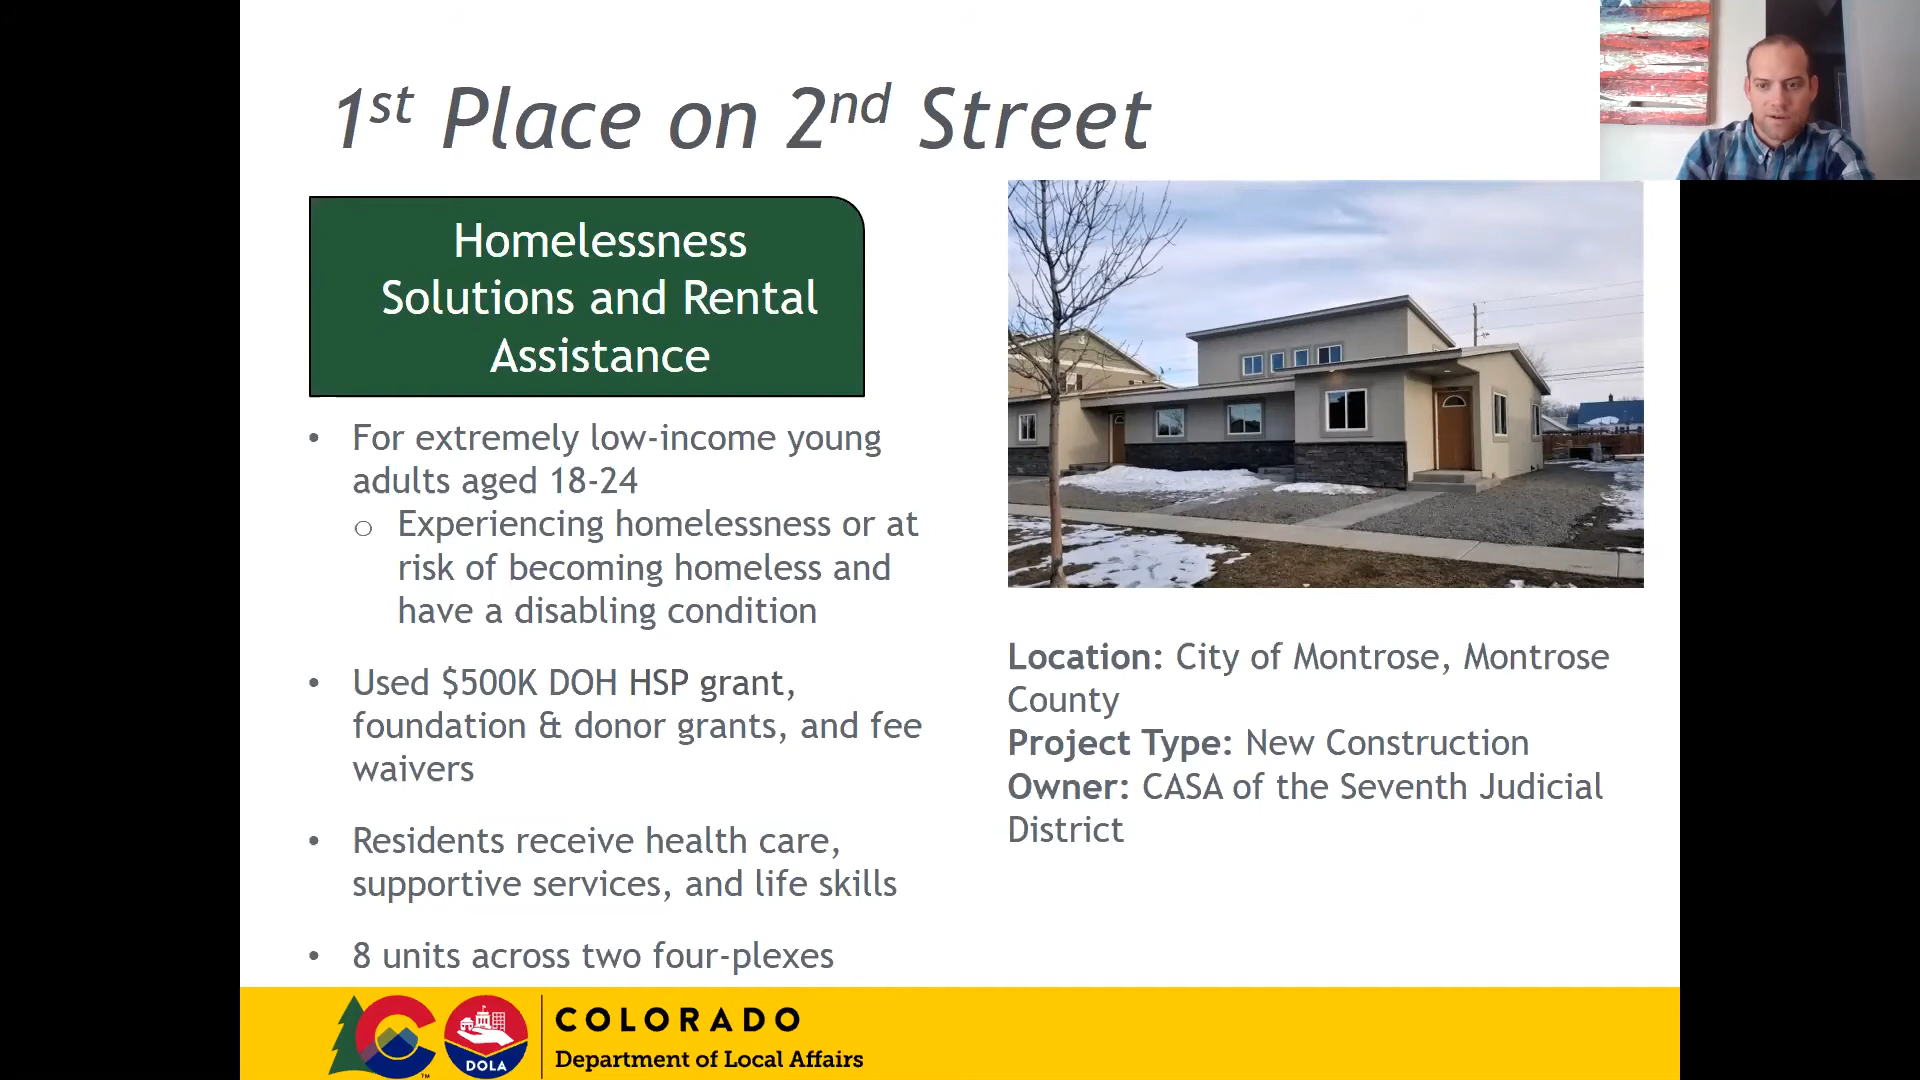 1st Place on 2nd Street
Homelessness
Solutions and Rental
Assistance
• For extremely low-income young
adults aged 18-24
o Experiencing homelessness or at
risk of becoming homeless and
have a disabling condition
• Used $500K DOH HSP grant,
foundation & donor grants, and fee
waivers
• Residents receive health care,
supportive services, and life skills
• 8 units across two four-plexes
Location: City of Montrose, Montrose
County
Project Type: New Construction
Owner: CASA of the Seventh Judicial
District
C
TM
DOLA
COLORADO
Department of Local Affairs